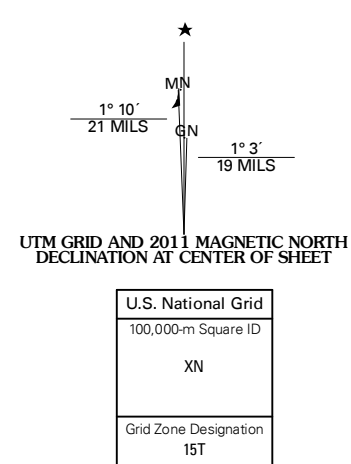 MN
1° 10´
21 MILS
GN
1° 3´
19 MILS
UTM GRID AND 2011 MAGNETIC NORTH
DECLINATION AT CENTER OF SHEET
U.S. National Grid
100,000-m Square ID
XN
Grid Zone Designation
15T